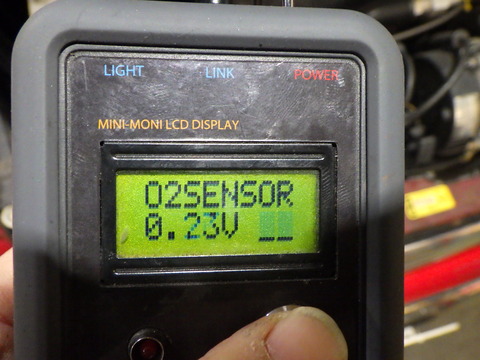 LIGHT LINK POWER
MINI-MONI LCD DISPLAY
O2SENSOR
0.23V